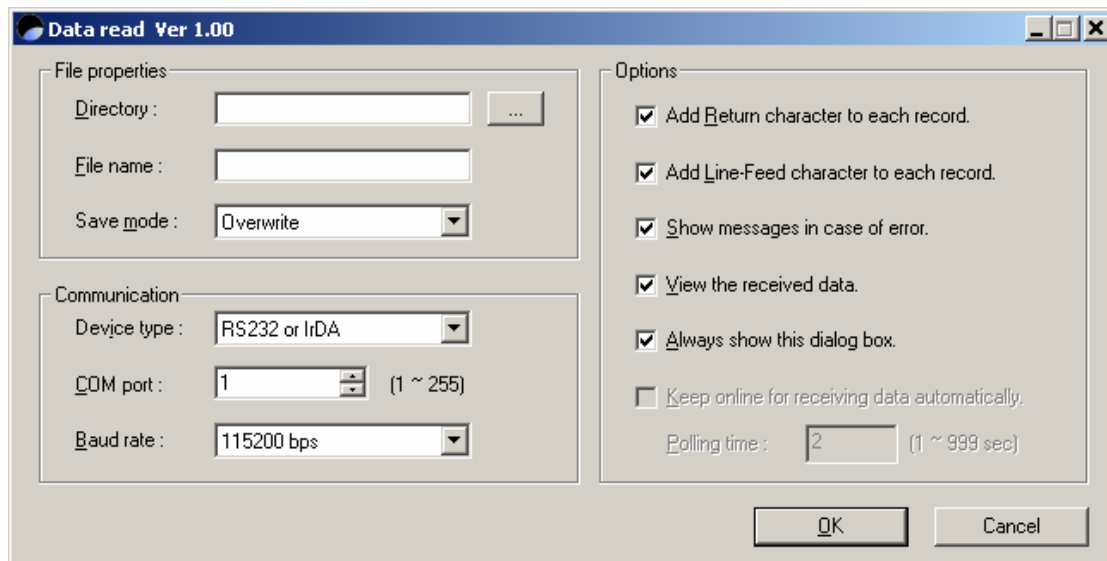 Data read Ver 1.00
File properties
Directory :
...
File name :
Save mode : Overwrite
Communication
Device type : RS232 or IrDA
COM port : 1 (1 ~ 255)
Baud rate : 115200 bps
Options
Add Return character to each record.
Add Line-Feed character to each record.
Show messages in case of error.
View the received data.
Always show this dialog box.
Keep online for receiving data automatically.
Polling time : 2 (1 ~ 999 sec)
OK
Cancel